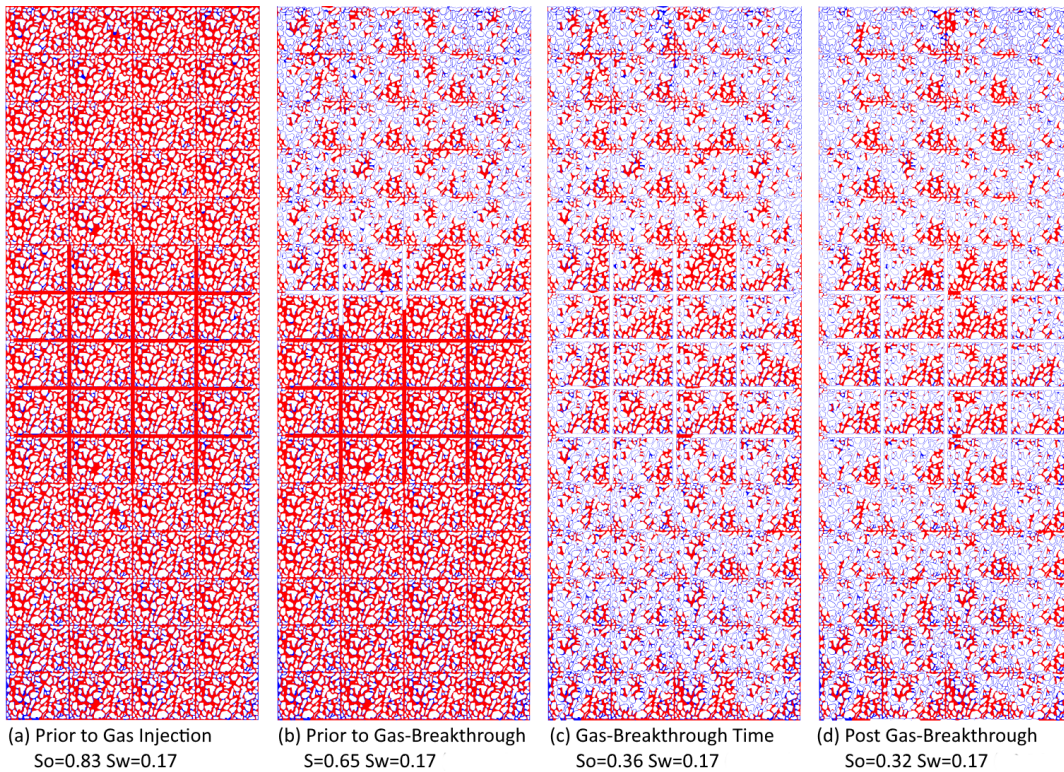 (a) Prior to Gas Injection
So=0.83 Sw=0.17
(b) Prior to Gas-Breakthrough
S=0.65 Sw=0.17
(c) Gas-Breakthrough Time
So=0.36 Sw=0.17
(d) Post Gas-Breakthrough
So=0.32 Sw=0.17